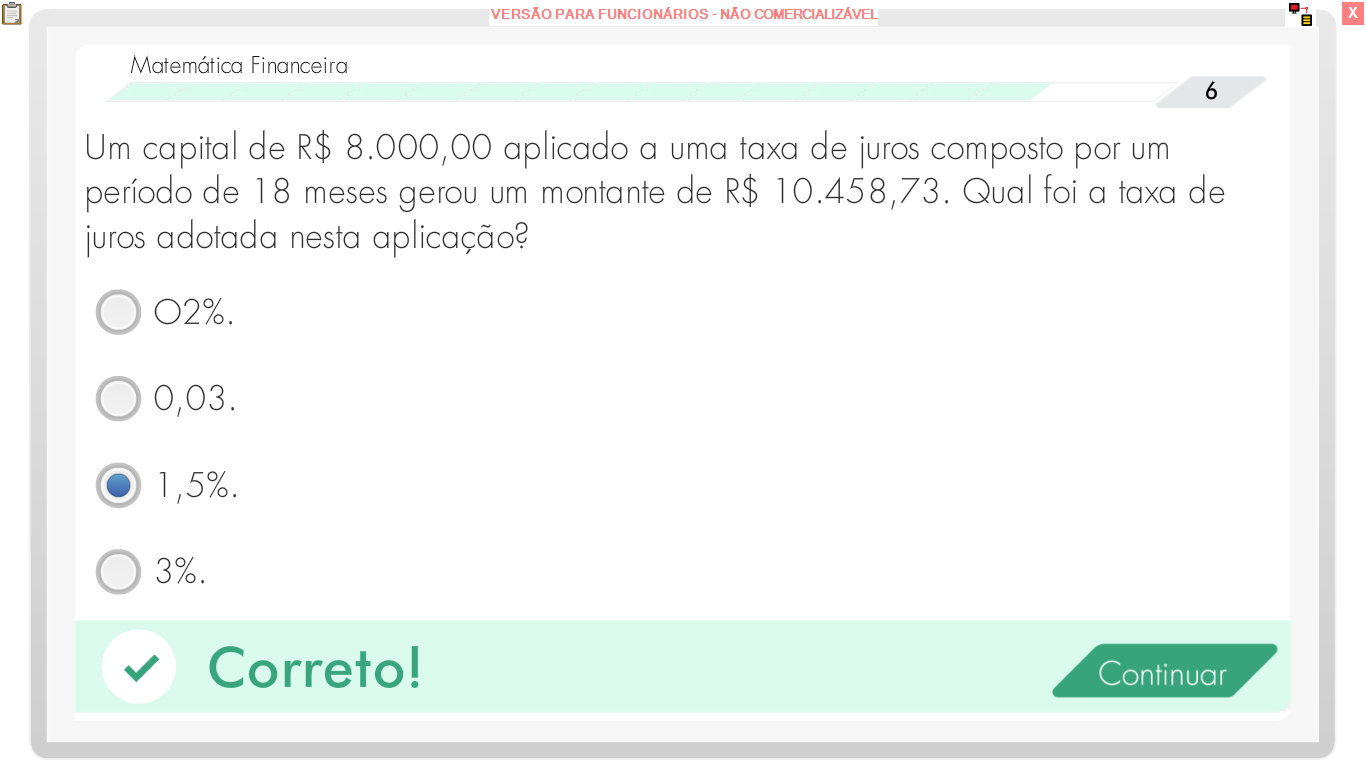 VERSÃO PARA FUNCIONÁRIOS - NÃO COMERCIALIZÁVEL
X
Matemática Financeira
6
Um capital de R$ 8.000,00 aplicado a uma taxa de juros composto por um
período de 18 meses gerou um montante de R$ 10.458,73. Qual foi a taxa de
juros adotada nesta aplicação?
O2%.
0,03.
1,5%.
3%.
Correto!
Continuar